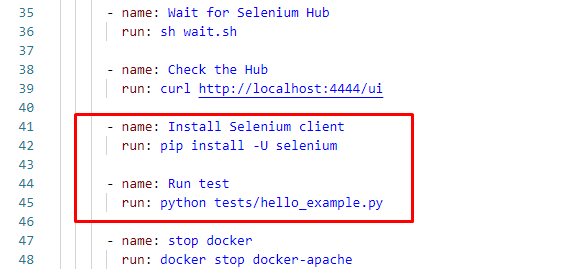 35 - name: Wait for Selenium Hub
36 run: sh wait.sh
37
38 - name: Check the Hub
39 run: curl http://localhost:4444/ui
40
41 - name: Install Selenium client
42 run: pip install -U selenium
43
44 - name: Run test
45 run: python tests/hello_example.py
46
47 - name: stop docker
48 run: docker stop docker-apache